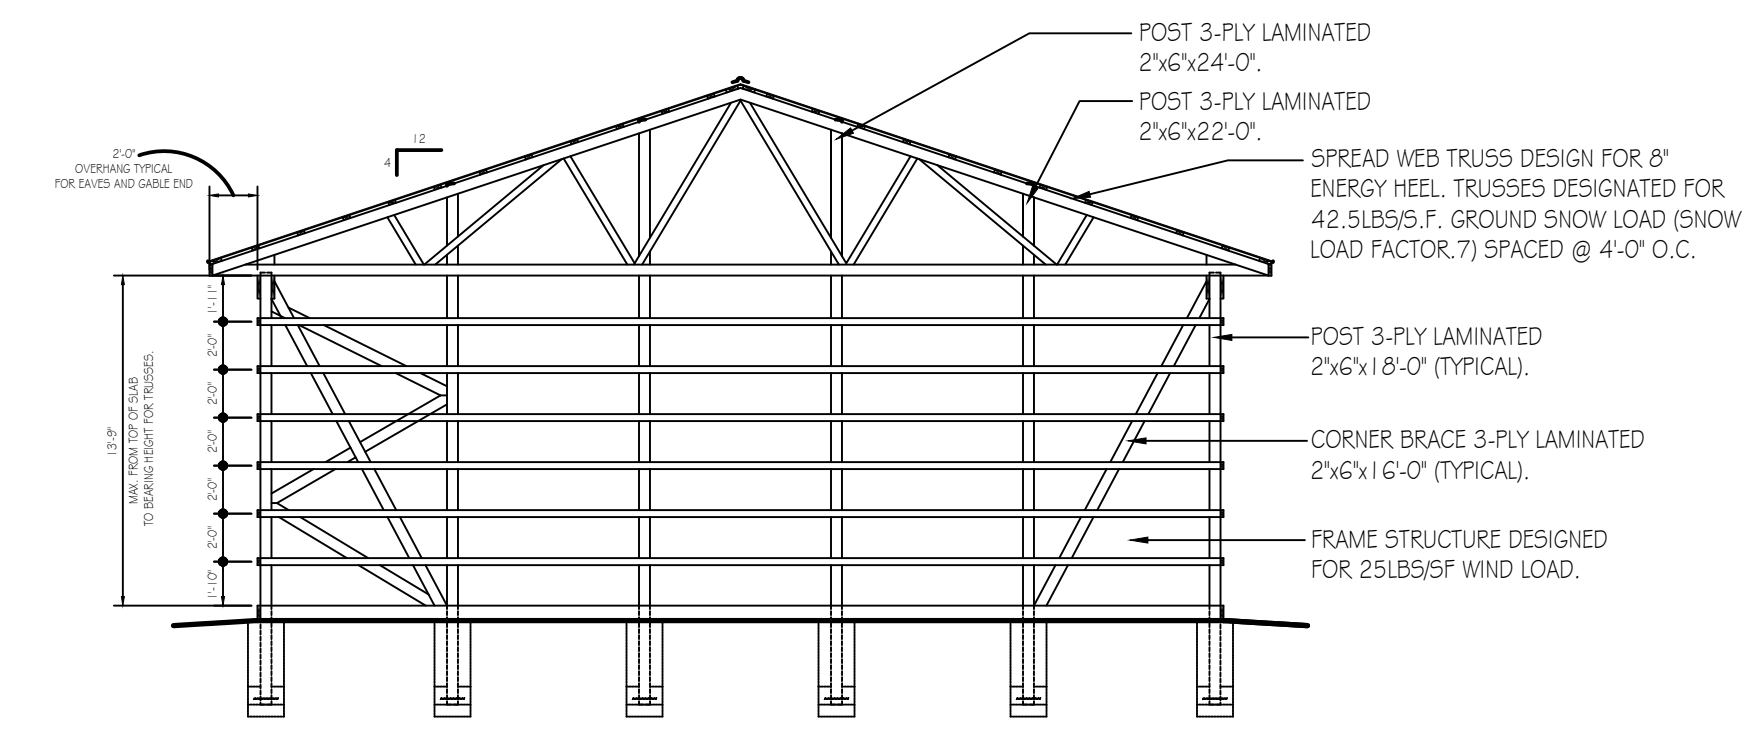 POST 3-PLY LAMINATED
2"x6"x24'-0".
POST 3-PLY LAMINATED
2"x6"x22'-0".
SPREAD WEB TRUSS DESIGN FOR 8"
ENERGY HEEL. TRUSSES DESIGNATED FOR
42.5LBS/S.F. GROUND SNOW LOAD (SNOW
LOAD FACTOR.7) SPACED @ 4'-0" O.C.
12
4
2'-0"
OVERHANG TYPICAL
FOR EAVES AND GABLE END
1'-11"
2'-0"
2'-0"
2'-0"
2'-0"
2'-0"
1'-10"
13'-9"
MAX. FROM TOP OF SLAB
TO BEARING HEIGHT FOR TRUSSES.
POST 3-PLY LAMINATED
2"x6"x18'-0" (TYPICAL).
CORNER BRACE 3-PLY LAMINATED
2"x6"x16'-0" (TYPICAL).
FRAME STRUCTURE DESIGNED
FOR 25LBS/SF WIND LOAD.